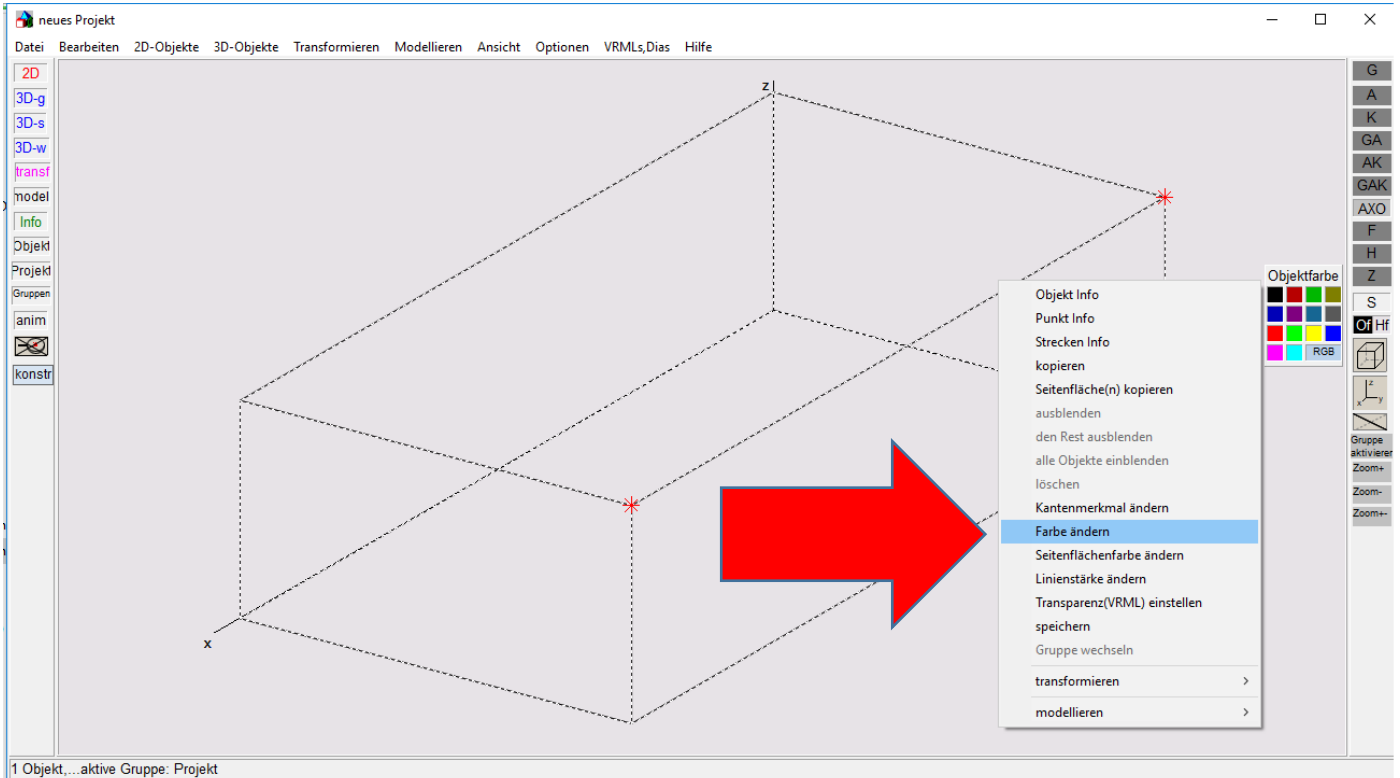 neues Projekt
Datei Bearbeiten 2D-Objekte 3D-Objekte Transformieren Modellieren Ansicht Optionen VRMLs,Dias Hilfe
2D
3D-g
3D-s
3D-w
transf
model
Info
Objekt
Projekt
Gruppen
anim
konstr
z
x
Objekt Info
Punkt Info
Strecken Info
kopieren
Seitenfläche(n) kopieren
ausblenden
den Rest ausblenden
alle Objekte einblenden
löschen
Kantenmerkmal ändern
Farbe ändern
Seitenflächenfarbe ändern
Linienstärke ändern
Transparenz(VRML) einstellen
speichern
Gruppe wechseln
transformieren
modellieren
Objektfarbe
RGB
G
A
K
GA
AK
GAK
AXO
F
H
Z
S
Of Hf
z
x y
Gruppe
aktivieren
Zoom+
Zoom-
Zoom+-
1 Objekt,...aktive Gruppe: Projekt